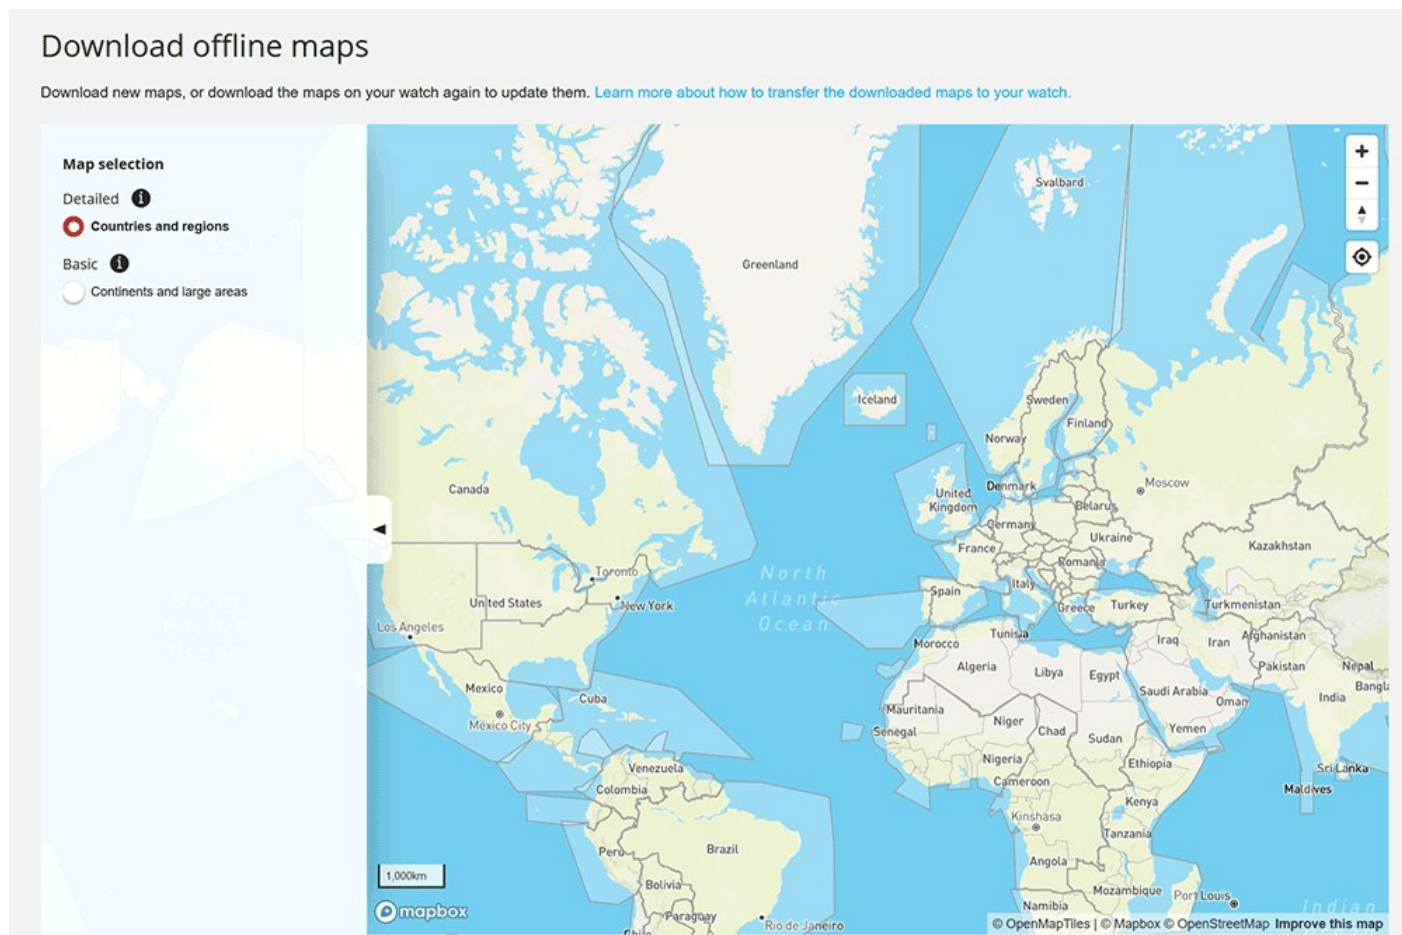 Download offline maps
Download new maps, or download the maps on your watch again to update them. Learn more about how to transfer the downloaded maps to your watch.
Map selection
Detailed i
Countries and regions
Basic i
Continents and large areas
Svalbard
Greenland
Iceland
Sweden
Finland
Norway
Canada
United
Kingdom
Denmark
Moscow
Belarus
Germany
Ukraine
France
Kazakhstan
Romania
Toronto
North
Atlantic
Ocean
Italy
Spain
United States
New York
Greece
Turkey
Turkmenistan
Los Angeles
Morocco
Tunisia
Iraq
Iran
Afghanistan
Algeria
Libya
Egypt
Pakistan
Nepal
Mexico
Cuba
Saudi Arabia
Oman
India
Bangla
Mauritania
Mexico City
Senegal
Niger
Chad
Sudan
Yemen
Nigeria
Ethiopia
Venezuela
Sri Lanka
Colombia
Cameroon
Maldives
Kenya
Kinshasa
Tanzania
Peru
Brazil
Angola
1,000km
Bolivia
Mozambique
Port Louis
Namibia
Indian
mapbox
Paraguay
Rio de Janeiro
Chile
© OpenMapTiles | © Mapbox © OpenStreetMap Improve this map
North
Pacific
Ocean